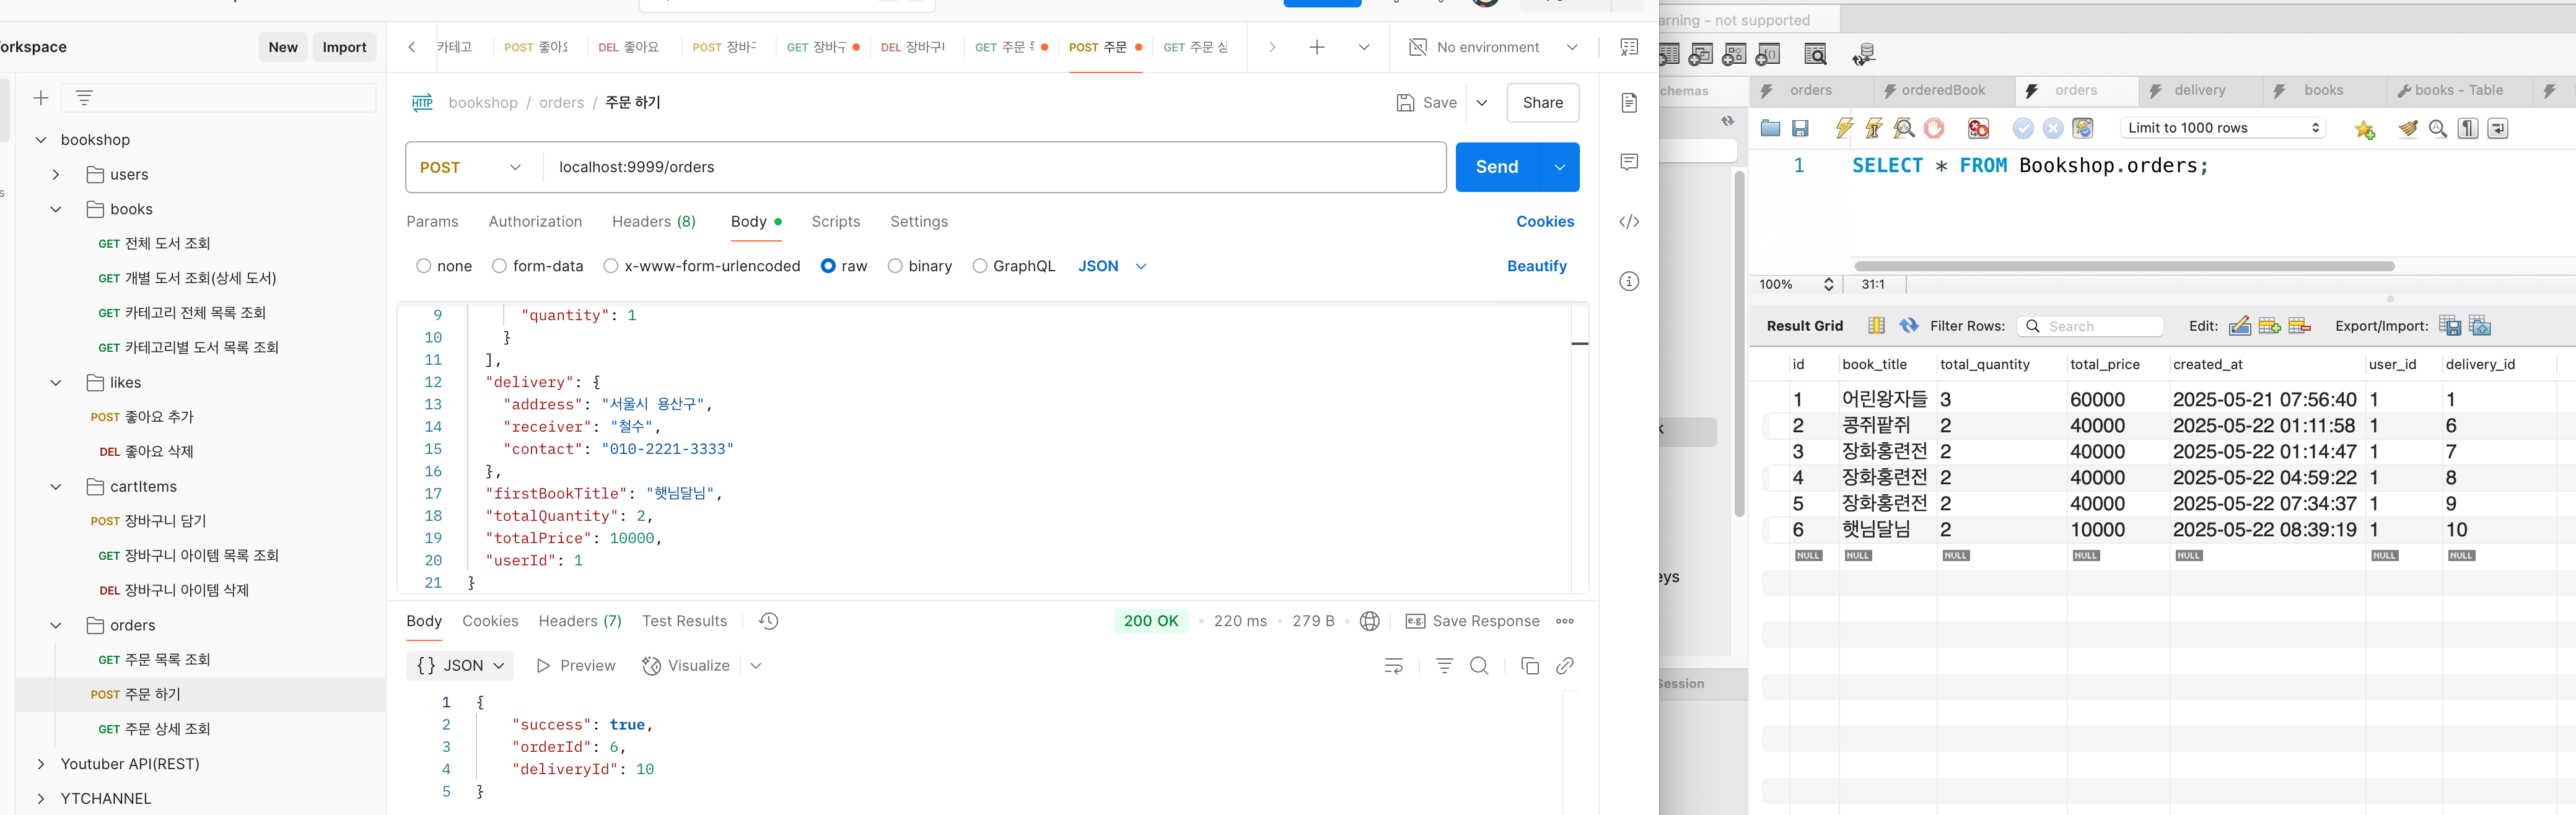 orkspace
New
Import
bookshop
users
books
GET 전체 도서 조회
GET 개별 도서 조회(상세 도서)
GET 카테고리 전체 목록 조회
GET 카테고리별 도서 목록 조회
likes
POST 좋아요 추가
DEL 좋아요 삭제
cartItems
POST 장바구니 담기
GET 장바구니 아이템 목록 조회
DEL 장바구니 아이템 삭제
orders
GET 주문 목록 조회
POST 주문 하기
GET 주문 상세 조회
Youtuber API(REST)
YTCHANNEL
카테고
POST 좋아요
DEL 좋아요
POST 장바구
GET 장바구
DEL 장바구니
GET 주문
POST 주문
GET 주문 상
No environment
HTTP bookshop / orders / 주문 하기
Save
Share
POST
localhost:9999/orders
Send
Params
Authorization
Headers (8)
Body
Scripts
Settings
Cookies
none
form-data
x-www-form-urlencoded
raw
binary
GraphQL
JSON
Beautify
9 "quantity": 1
10 }
11 ],
12 "delivery": {
13 "address": "서울시 용산구",
14 "receiver": "철수",
15 "contact": "010-2221-3333"
16 },
17 "firstBookTitle": "햇님달님",
18 "totalQuantity": 2,
19 "totalPrice": 10000,
20 "userId": 1
21 }
Body
Cookies
Headers (7)
Test Results
200 OK
220 ms
279 B
e.g. Save Response
{} JSON
Preview
Visualize
1 {
2 "success": true,
3 "orderId": 6,
4 "deliveryId": 10
5 }
arning - not supported
chemas
eys
Session
orders
orderedBook
orders
delivery
books
books - Table
Limit to 1000 rows
1 SELECT * FROM Bookshop.orders;
100%
31:1
Result Grid
Filter Rows:
Search
Edit:
Export/Import:
id book_title total_quantity total_price created_at user_id delivery_id
1 어린왕자들 3 60000 2025-05-21 07:56:40 1 1
2 콩쥐팥쥐 2 40000 2025-05-22 01:11:58 1 6
3 장화홍련전 2 40000 2025-05-22 01:14:47 1 7
4 장화홍련전 2 40000 2025-05-22 04:59:22 1 8
5 장화홍련전 2 40000 2025-05-22 07:34:37 1 9
6 햇님달님 2 10000 2025-05-22 08:39:19 1 10
NULL NULL NULL NULL NULL NULL NULL